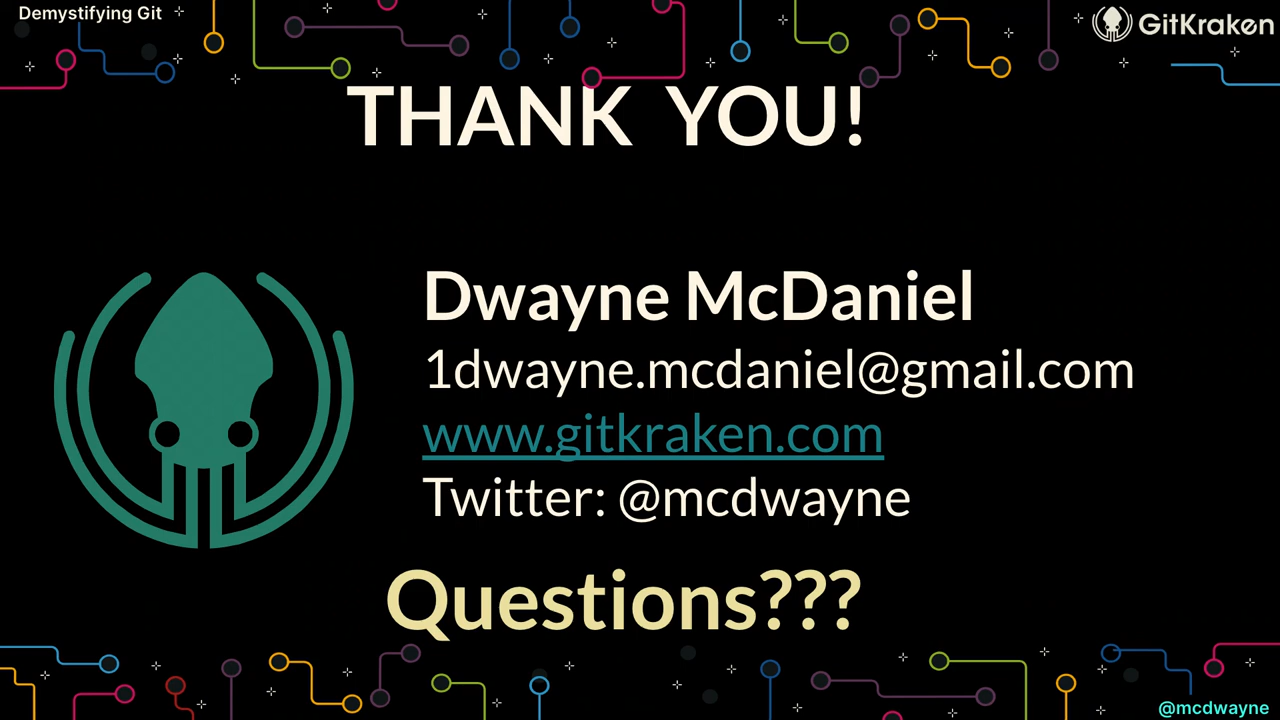 Demystifying Git
GitKraken
THANK YOU!
Dwayne McDaniel
1dwayne.mcdaniel@gmail.com
www.gitkraken.com
Twitter: @mcdwayne
Questions???
@mcdwayne